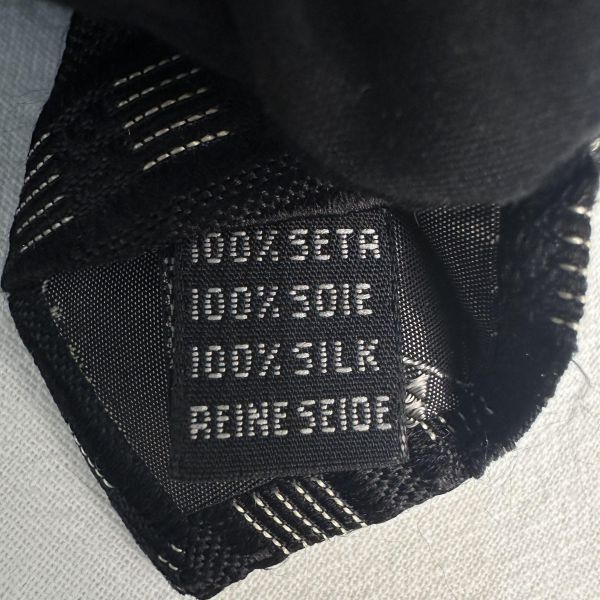 100% SETA
100% SOIE
100% SILK
REINE SEIDE